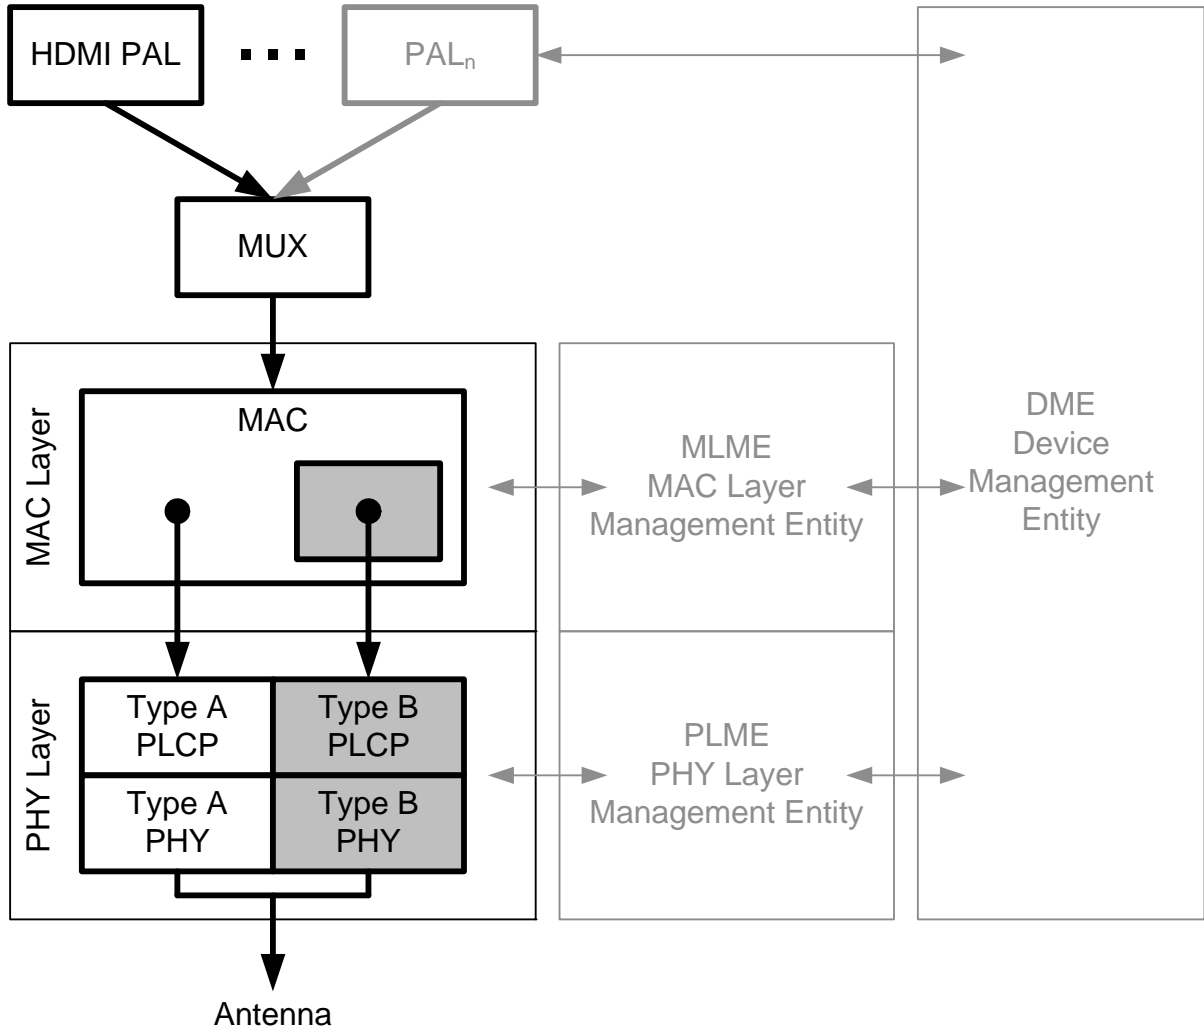 HDMI PAL
PALn
MUX
MAC Layer
MAC
MLME
MAC Layer
Management Entity
DME
Device
Management
Entity
PHY Layer
Type A
PLCP
Type B
PLCP
Type A
PHY
Type B
PHY
PLME
PHY Layer
Management Entity
Antenna